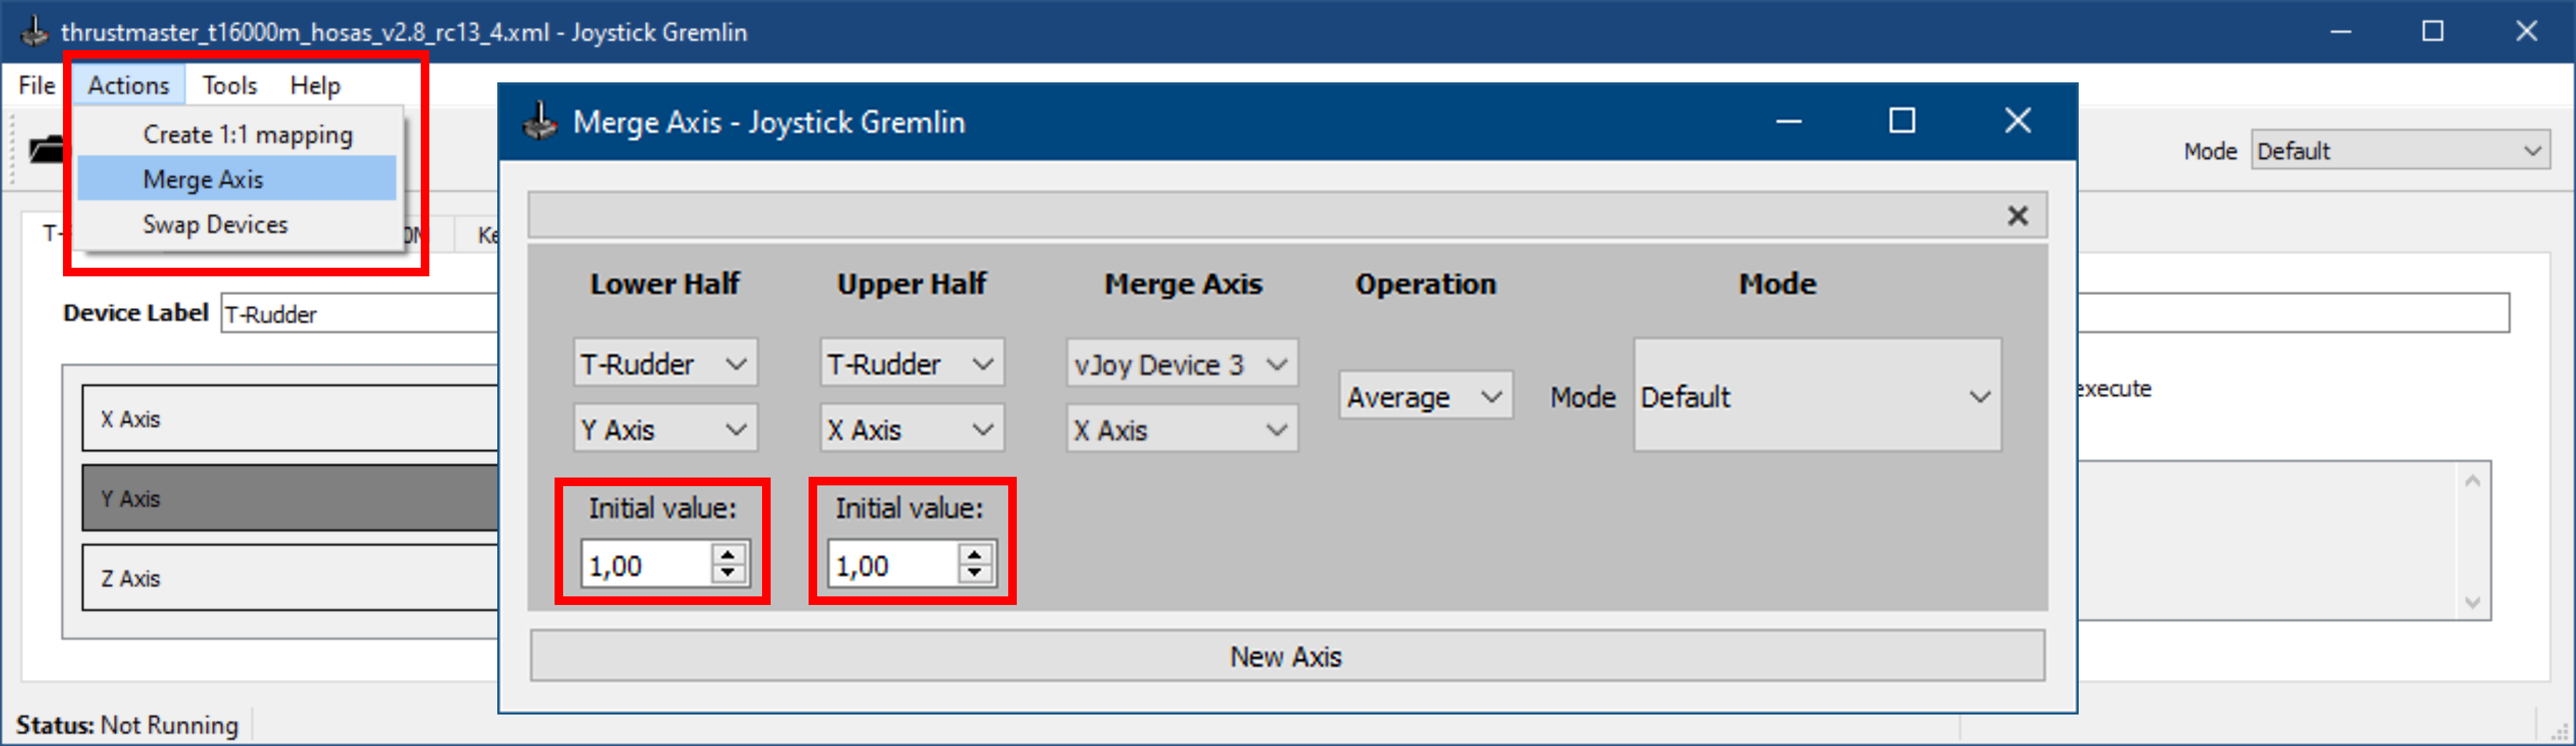 thrustmaster_t16000m_hosas_v2.8_rc13_4.xml - Joystick Gremlin
File Actions Tools Help
Create 1:1 mapping
Merge Axis
Swap Devices
Mode Default
Device Label T-Rudder
X Axis
Y Axis
Z Axis
execute
Status: Not Running
Merge Axis - Joystick Gremlin
Lower Half Upper Half Merge Axis Operation Mode
T-Rudder T-Rudder vJoy Device 3
Average Mode Default
Y Axis X Axis X Axis
Initial value: Initial value:
1,00 1,00
New Axis